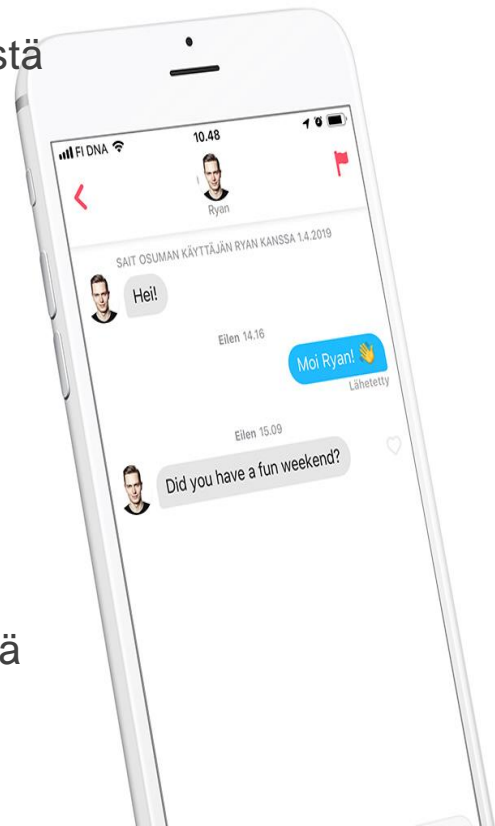 stä
FI DNA
10.48
Ryan
SAIT OSUMAN KÄYTTÄJÄN RYAN KANSSA 1.4.2019
Hei!
Eilen 14.16
Moi Ryan! 👋
Lähetetty
Eilen 15.09
Did you have a fun weekend?
ä